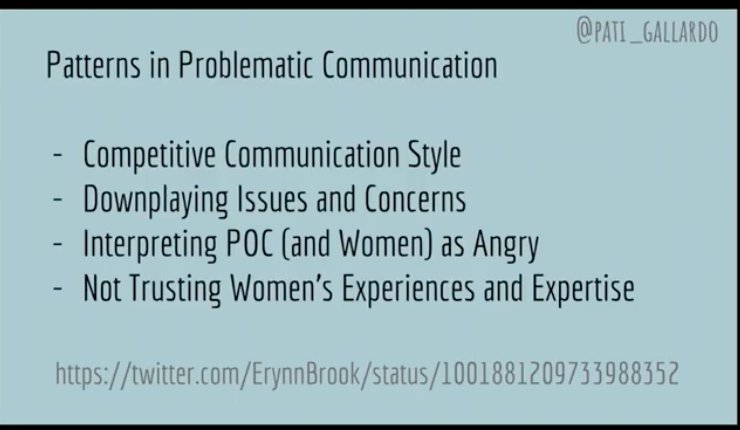 @PATI_GALLARDO
Patterns in Problematic Communication
- Competitive Communication Style
- Downplaying Issues and Concerns
- Interpreting POC (and Women) as Angry
- Not Trusting Women's Experiences and Expertise
https://twitter.com/ErynnBrook/status/1001881209733988352